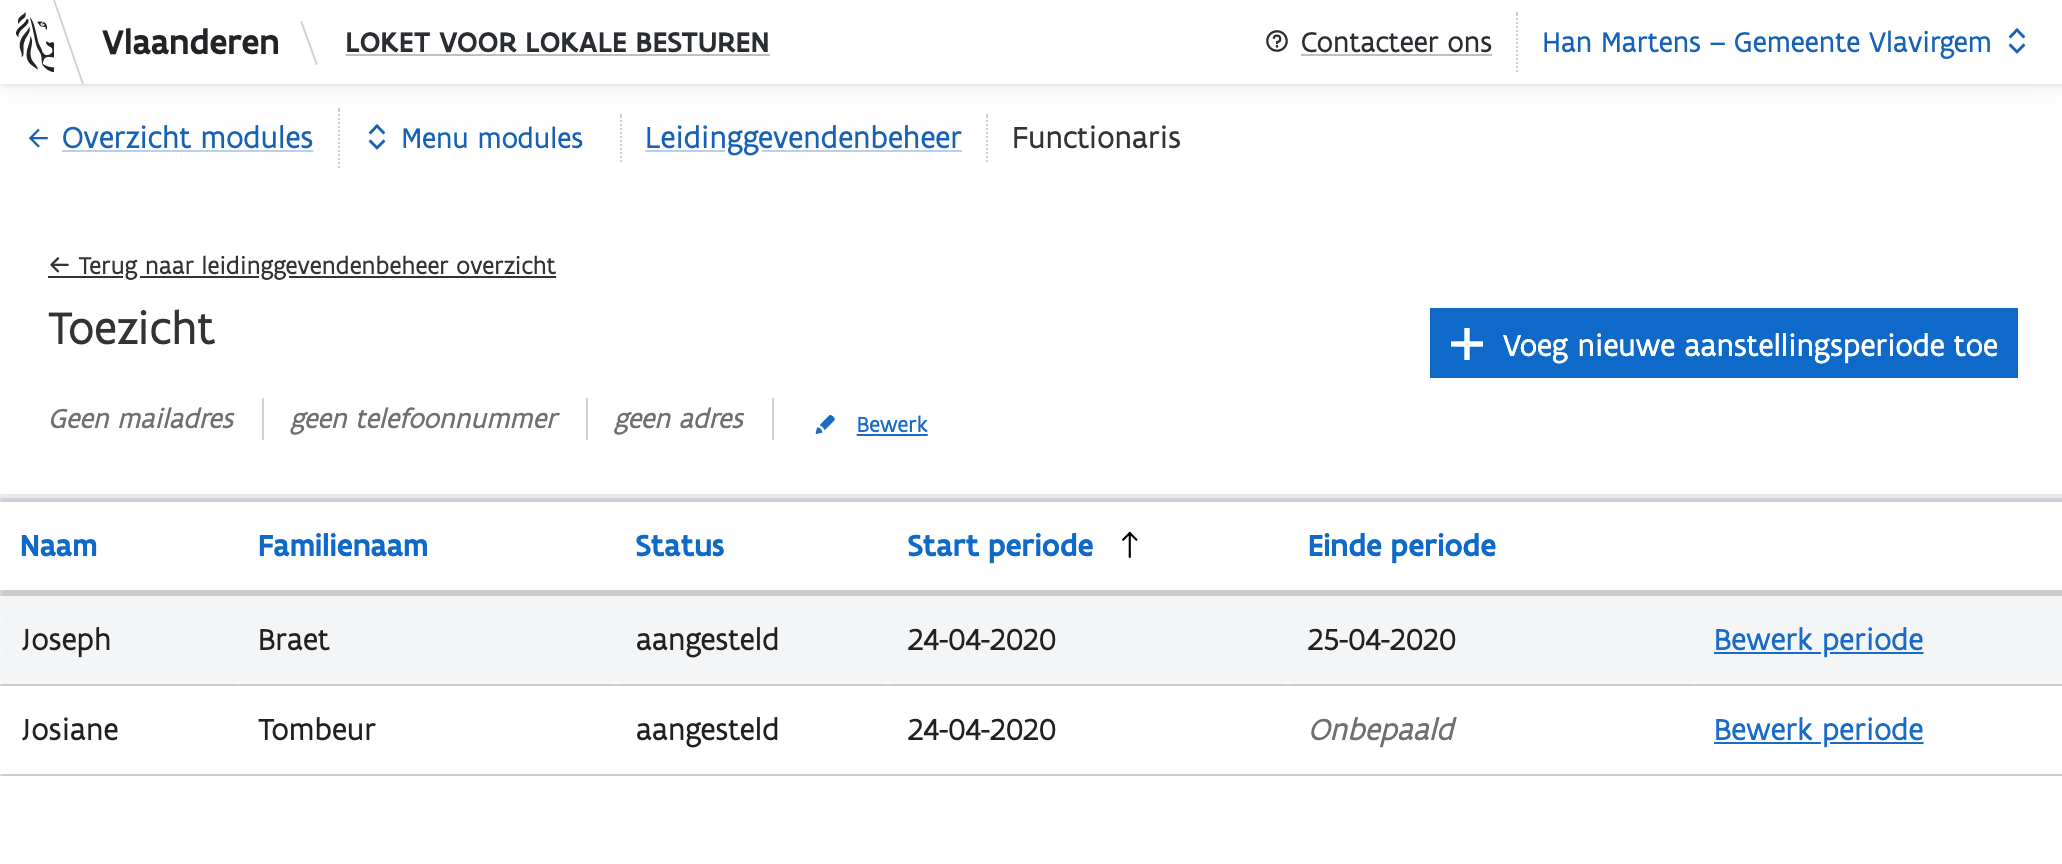 Vlaanderen LOKET VOOR LOKALE BESTUREN Contacteer ons Han Martens – Gemeente Vlavirgem
← Overzicht modules Menu modules Leidinggevendenbeheer Functionaris
← Terug naar leidinggevendenbeheer overzicht
Toezicht
Voeg nieuwe aanstellingsperiode toe
Geen mailadres geen telefoonnummer geen adres Bewerk
Naam Familienaam Status Start periode ↑ Einde periode
Joseph Braet aangesteld 24-04-2020 25-04-2020 Bewerk periode
Josiane Tombeur aangesteld 24-04-2020 Onbepaald Bewerk periode